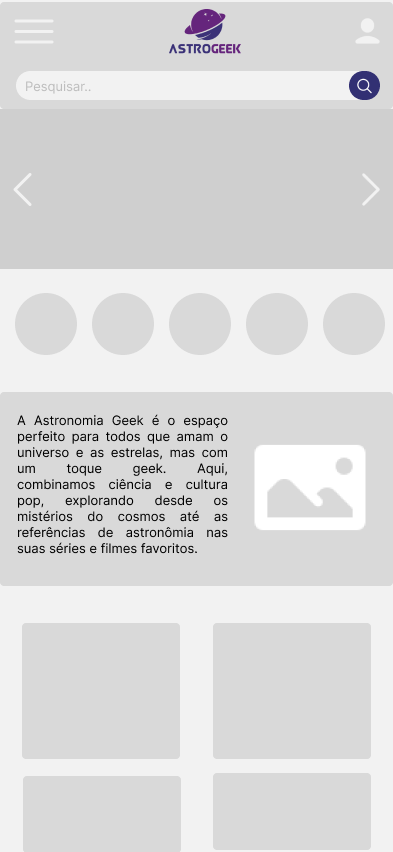 ASTROGEEK
Pesquisar..
A Astronomia Geek é o espaço
perfeito para todos que amam o
universo e as estrelas, mas com
um toque geek. Aqui,
combinamos ciência e cultura
pop, explorando desde os
mistérios do cosmos até as
referências de astronômia nas
suas séries e filmes favoritos.